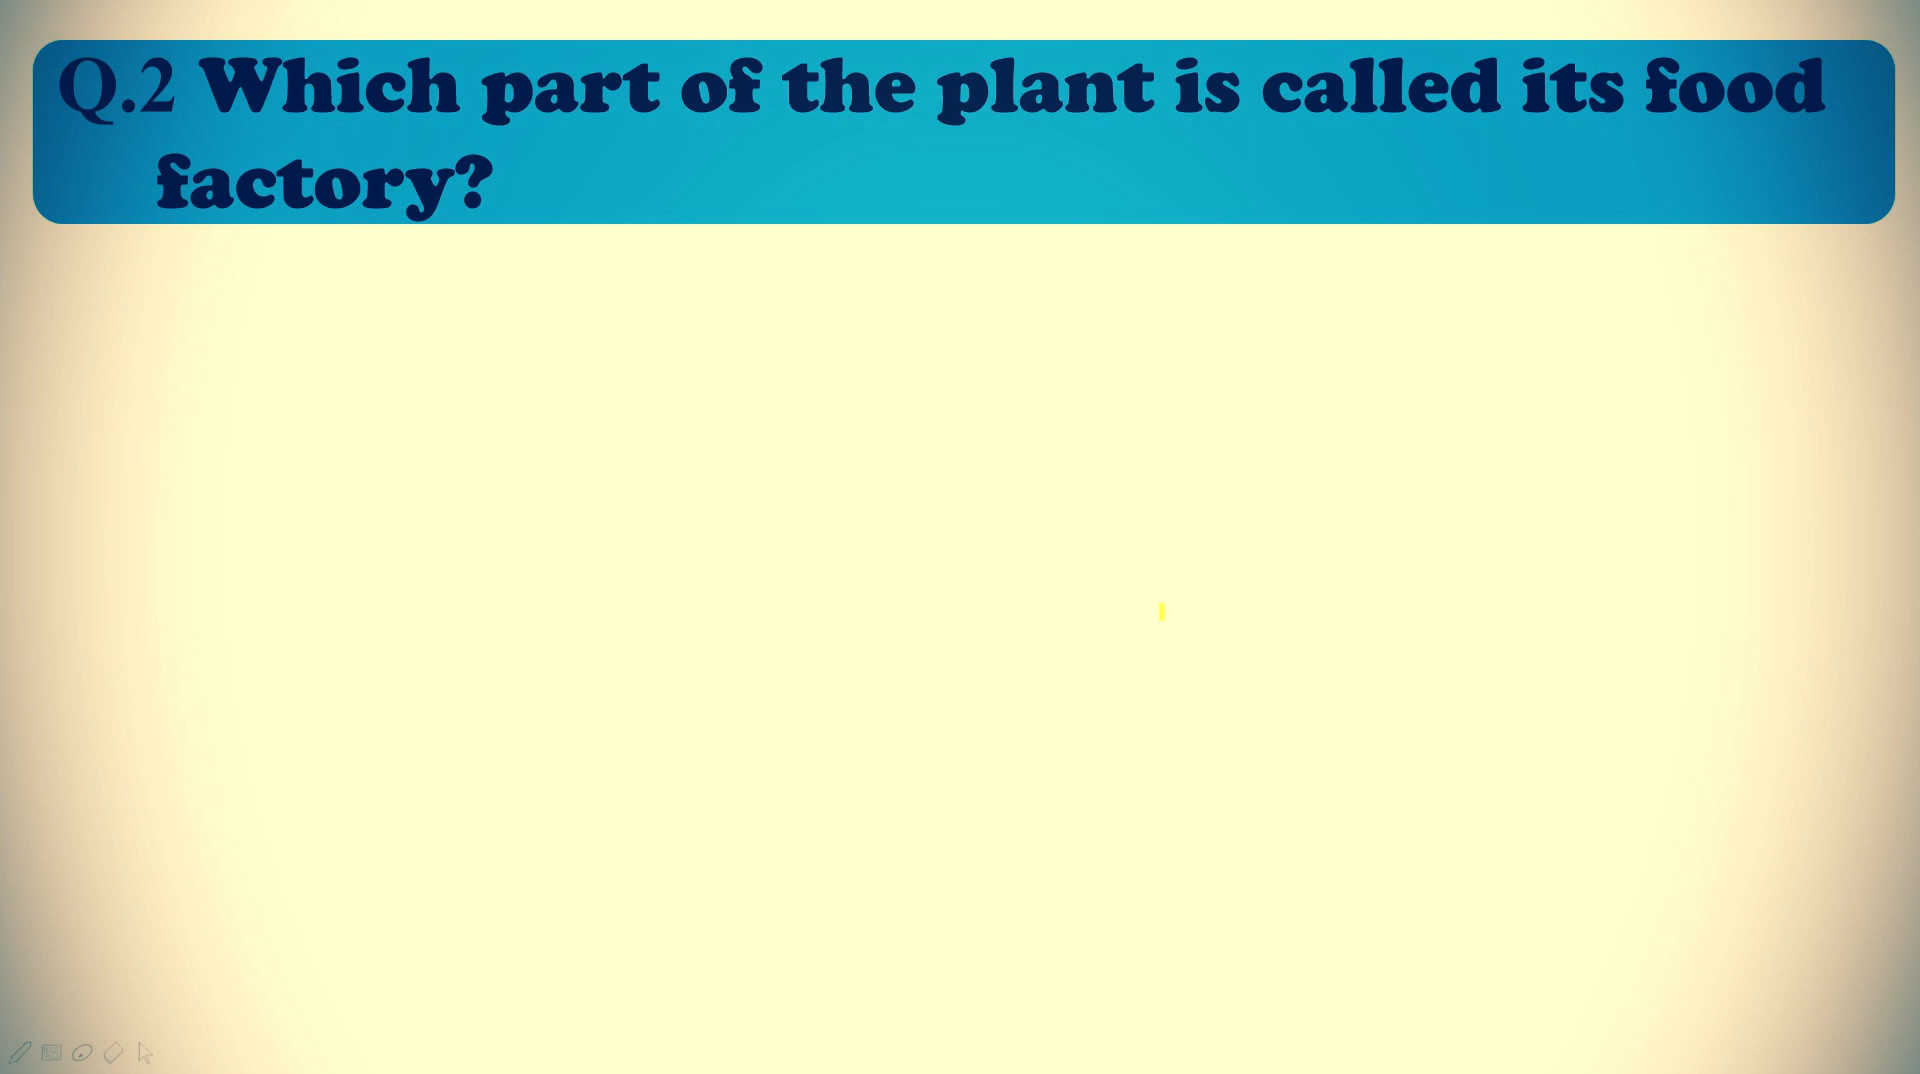 Q.2 Which part of the plant is called its food
factory?